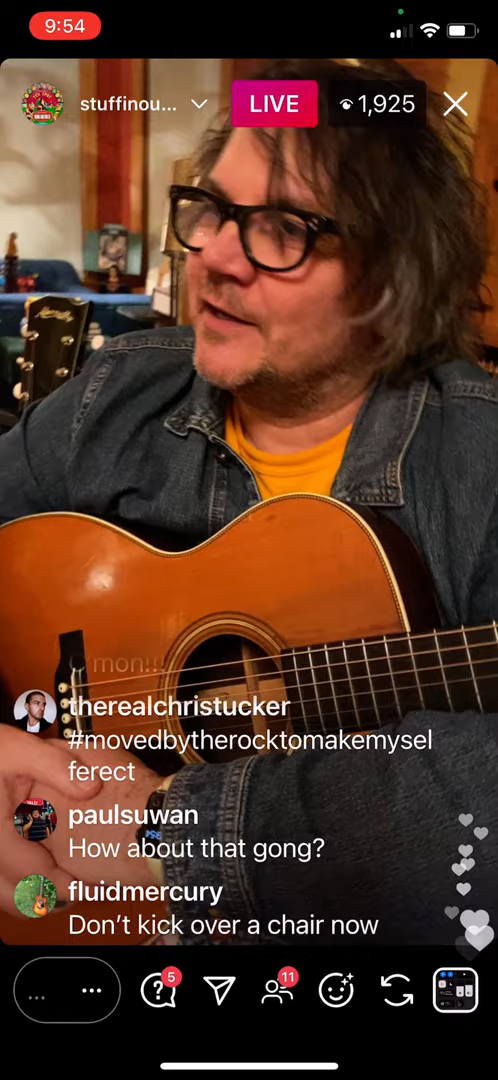 9:54
stuffinou...
LIVE
1,925
mon!!
therealchristucker
#movedbytherocktomakemysel
ferect
paulsuwan
How about that gong?
fluidmercury
Don't kick over a chair now
...
...
5
11